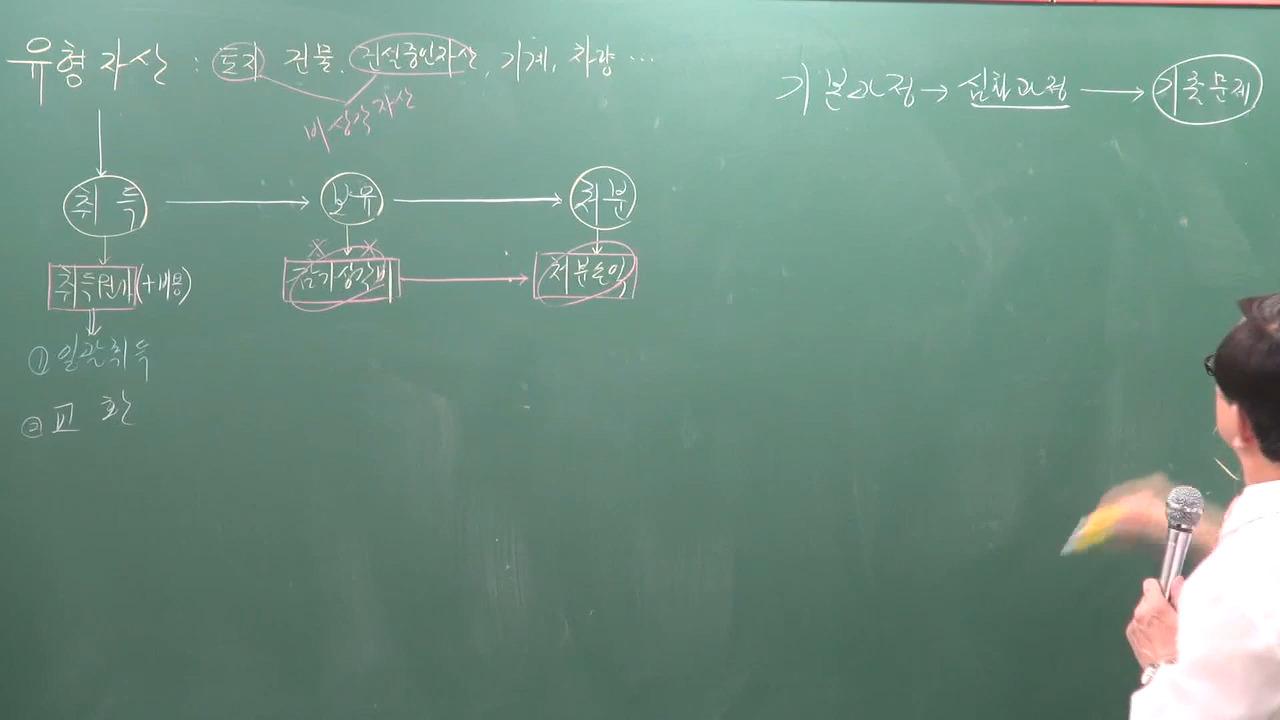 유형자산 : 토지 건물, 건설중인자산, 기계, 차량 ...
비상각자산
기본과정 → 심화과정 → 기출문제
취득 → 보유 → 처분
취득원가 (+비용) 감가상각비 → 처분손익
① 일괄취득
② 교환